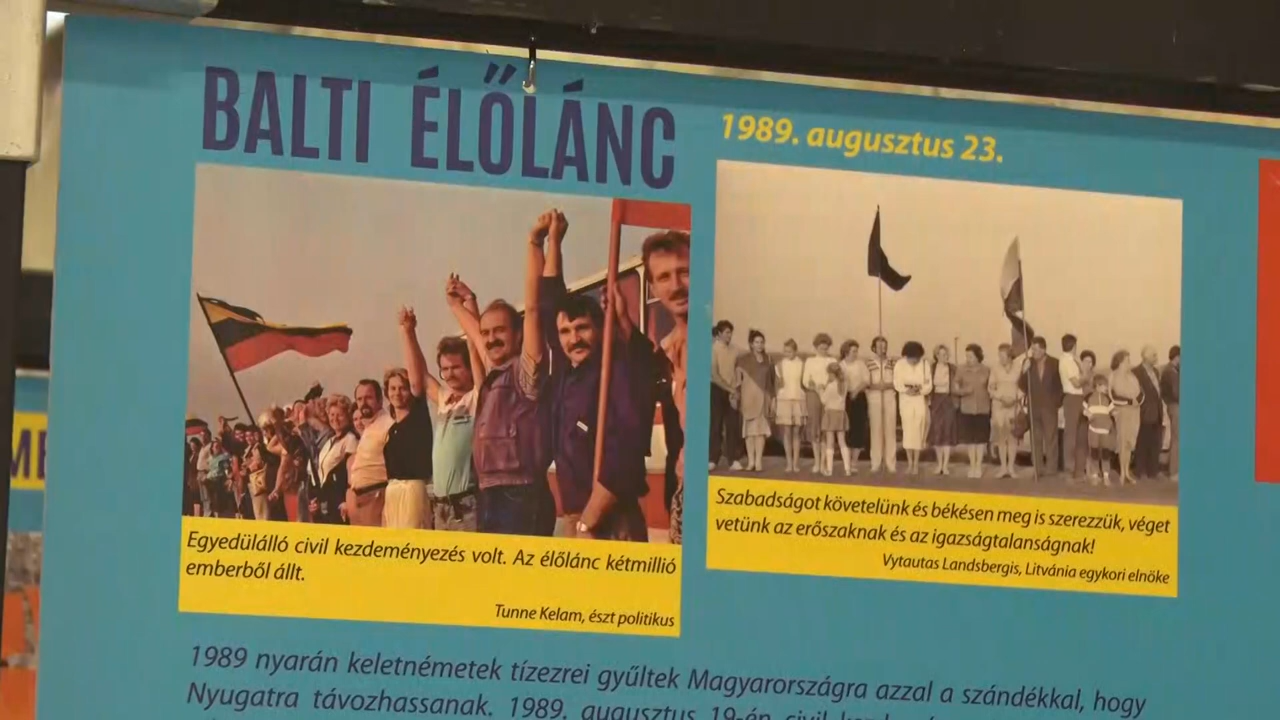 BALTI ÉLŐLÁNC
1989. augusztus 23.
Egyedülálló civil kezdeményezés volt. Az élőlánc kétmillió
emberből állt.
Tunne Kelam, észt politikus
Szabadságot követelünk és békésen meg is szerezzük, véget
vetünk az erőszaknak és az igazságtalanságnak!
Vytautas Landsbergis, Litvánia egykori elnöke
1989 nyarán keletnémetek tízezrei gyűltek Magyarországra azzal a szándékkal, hogy
Nyugatra távozhassanak. 1989. augusztus 19-én civil